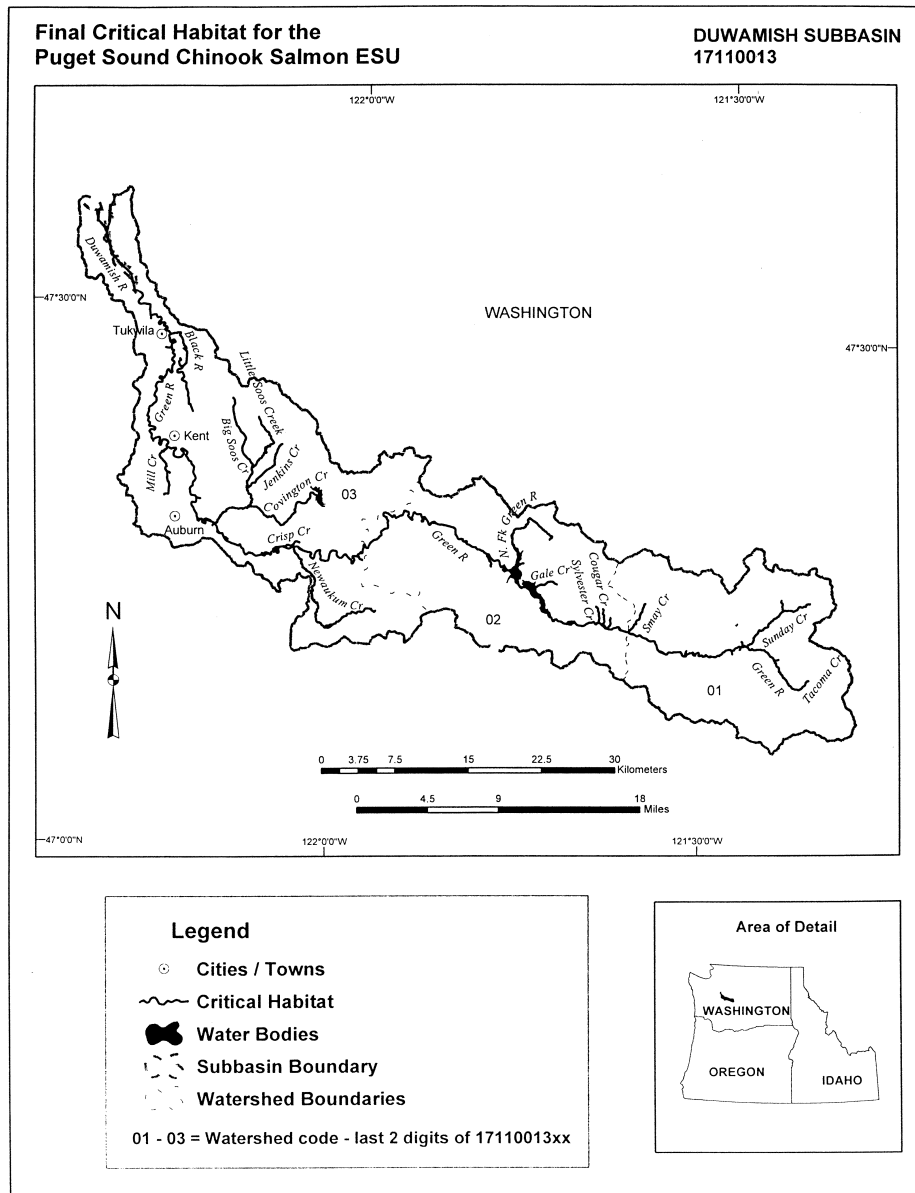 Final Critical Habitat for the
Puget Sound Chinook Salmon ESU
DUWAMISH SUBBASIN
17110013
122°0'0"W
121°30'0"W
47°30'0"N
47°30'0"N
WASHINGTON
Duwamish R
Tukwila
Black R
Green R
Little Soos Creek
Big Soos Cr
Kent
Mill Cr
Jenkins Cr
Covington Cr
03
Auburn
Crisp Cr
Green R
N. Fk Green R
Newaukum Cr
Gale Cr
Sylvester Cr
Cougar Cr
Smay Cr
02
Sunday Cr
Green R
Tacoma Cr
01
N
0 3.75 7.5 15 22.5 30
Kilometers
0 4.5 9 18
Miles
47°0'0"N
122°0'0"W
121°30'0"W
Legend
Cities / Towns
Critical Habitat
Water Bodies
Subbasin Boundary
Watershed Boundaries
01 - 03 = Watershed code - last 2 digits of 17110013xx
Area of Detail
WASHINGTON
OREGON
IDAHO